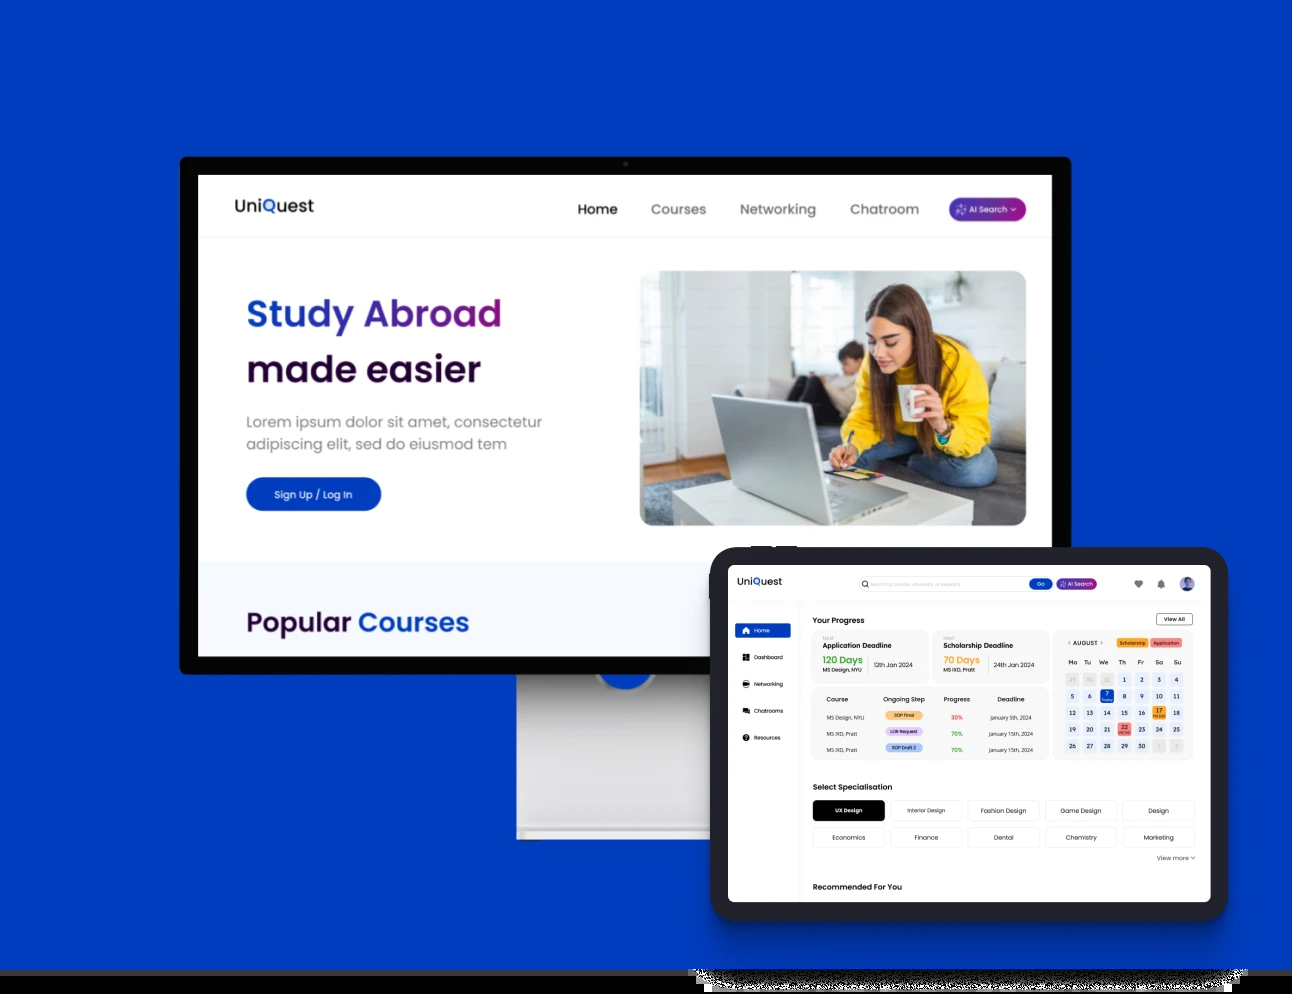 UniQuest
Home Courses Networking Chatroom AI Search
Study Abroad
made easier
Lorem ipsum dolor sit amet, consectetur
adipiscing elit, sed do eiusmod tem
Sign Up / Log In
Popular Courses
UniQuest
Search by course, university, or keyword Go AI Search
Home
Dashboard
Networking
Chatrooms
Resources
Your Progress View All
Next
Application Deadline
120 Days
MS Design, NYU
12th Jan 2024
Next
Scholarship Deadline
70 Days
MS IXD, Pratt
24th Jan 2024
Course Ongoing Step Progress Deadline
MS Design, NYU SOP Final 30% January 5th, 2024
MS IXD, Pratt LOR Request 70% January 15th, 2024
MS IXD, Pratt SOP Draft 2 70% January 15th, 2024
‹ AUGUST › Scholarship Application
Mo Tu We Th Fr Sa Su
29 30 31 1 2 3 4
5 6 7 8 9 10 11
Today
12 13 14 15 16 17 18
19 20 21 22 23 24 25
26 27 28 29 30 1 2
Select Specialisation
UX Design Interior Design Fashion Design Game Design Design
Economics Finance Dental Chemistry Marketing
View more
Recommended For You